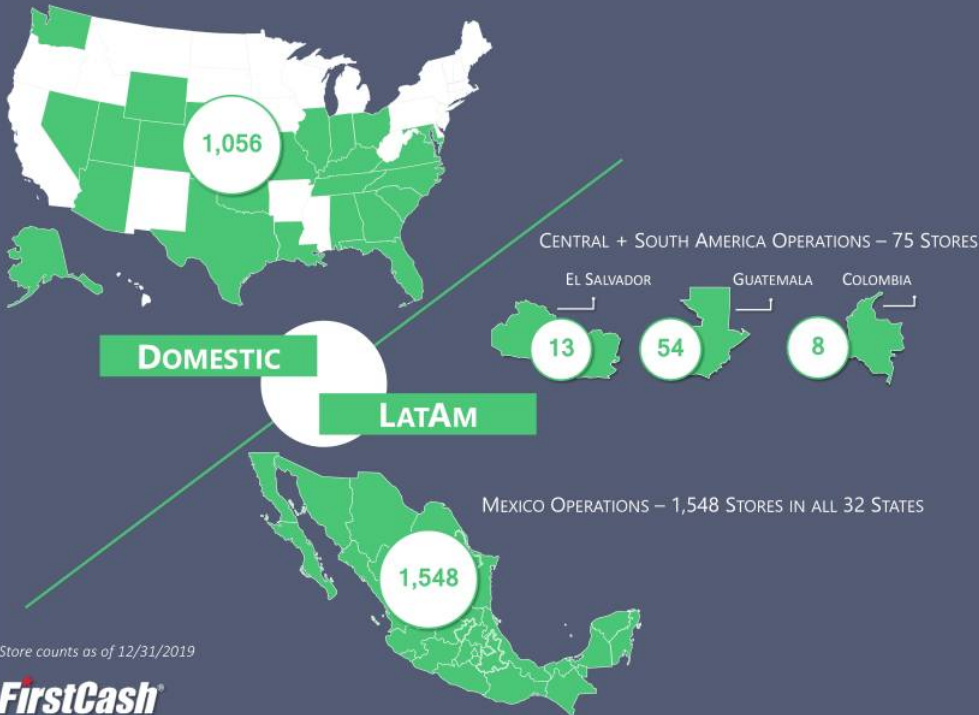 1,056
CENTRAL + SOUTH AMERICA OPERATIONS – 75 STORES
EL SALVADOR
GUATEMALA
COLOMBIA
13
54
8
DOMESTIC
LATAM
MEXICO OPERATIONS – 1,548 STORES IN ALL 32 STATES
1,548
Store counts as of 12/31/2019
FirstCash®